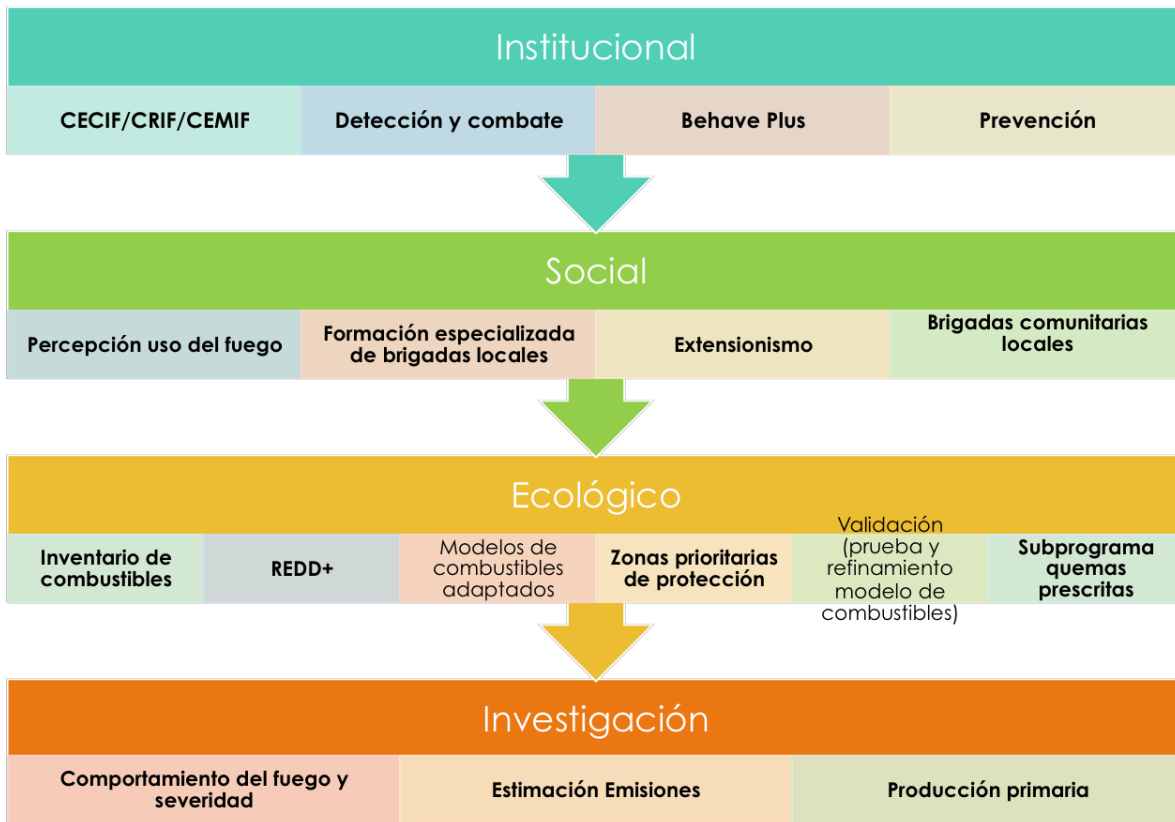 Institucional
CECIF/CRIF/CEMIF
Detección y combate
Behave Plus
Prevención
Social
Percepción uso del fuego
Formación especializada
de brigadas locales
Extensionismo
Brigadas comunitarias
locales
Ecológico
Inventario de
combustibles
REDD+
Modelos de
combustibles
adaptados
Zonas prioritarias
de protección
Validación
(prueba y
refinamiento
modelo de
combustibles)
Subprograma
quemas
prescritas
Investigación
Comportamiento del fuego y
severidad
Estimación Emisiones
Producción primaria